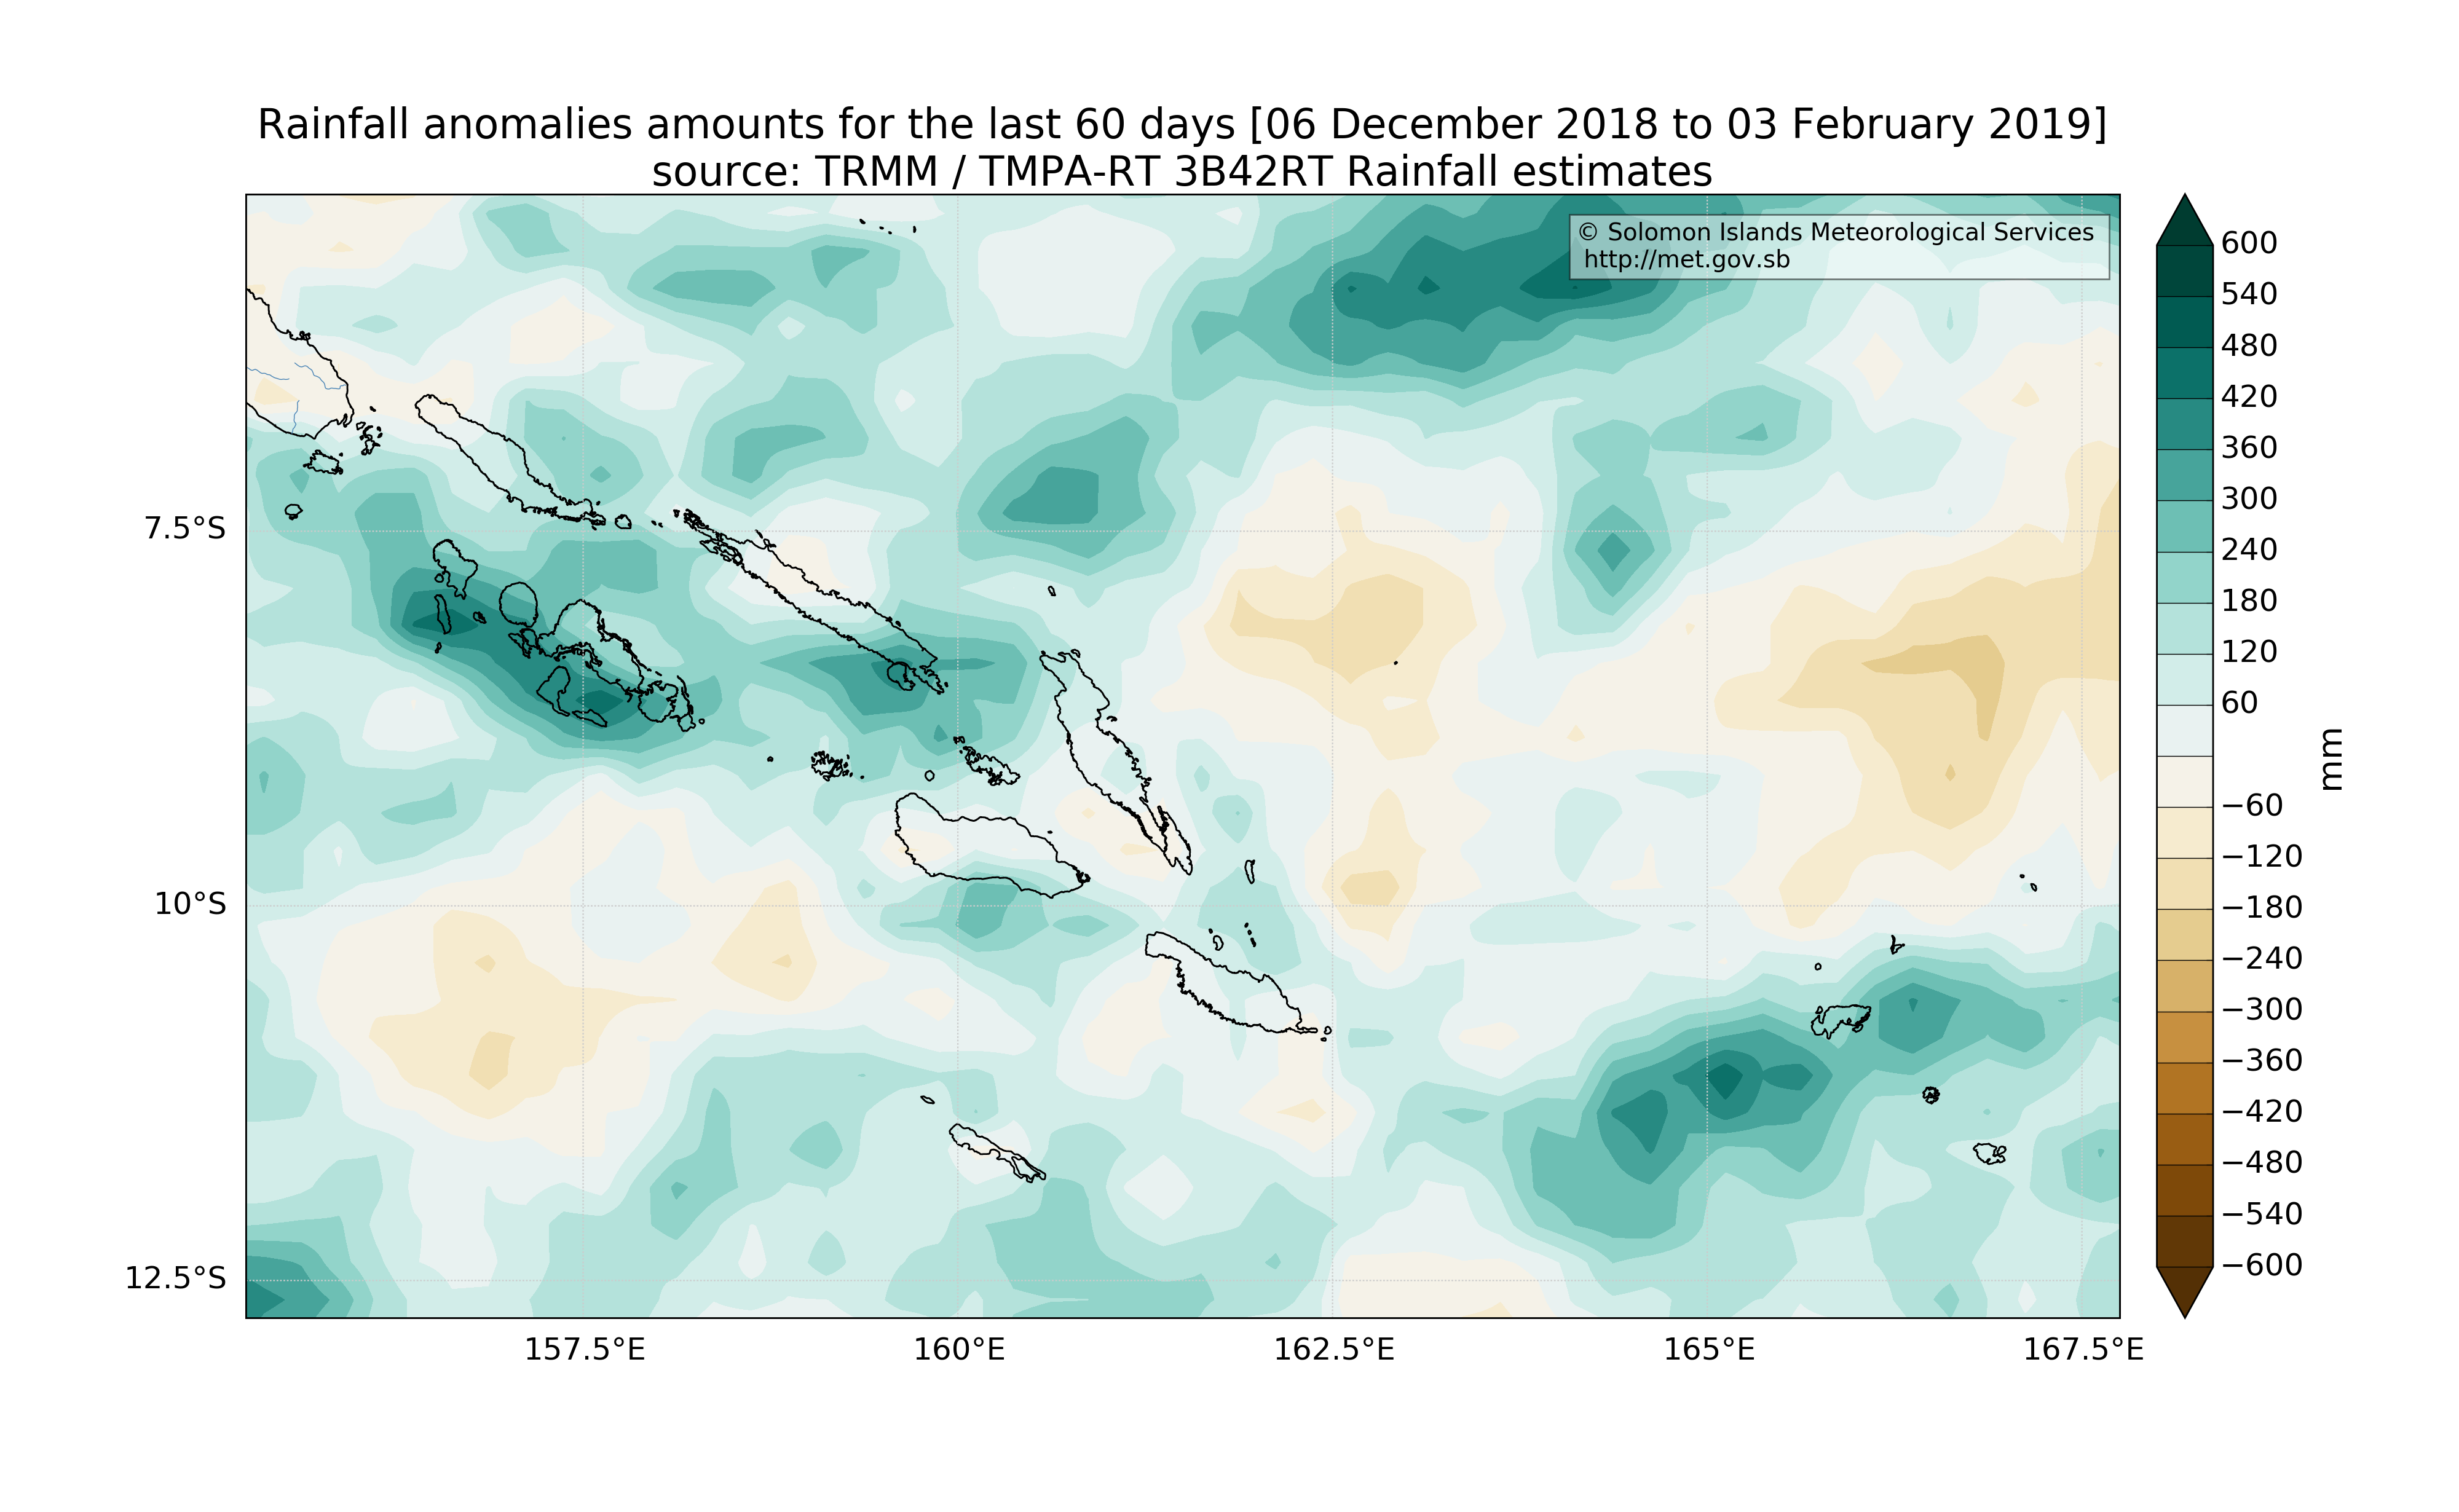 Rainfall anomalies amounts for the last 60 days [06 December 2018 to 03 February 2019]
source: TRMM / TMPA-RT 3B42RT Rainfall estimates
© Solomon Islands Meteorological Services
http://met.gov.sb
7.5°S
10°S
12.5°S
157.5°E
160°E
162.5°E
165°E
167.5°E
600
540
480
420
360
300
240
180
120
60
−60
−120
−180
−240
−300
−360
−420
−480
−540
−600
mm